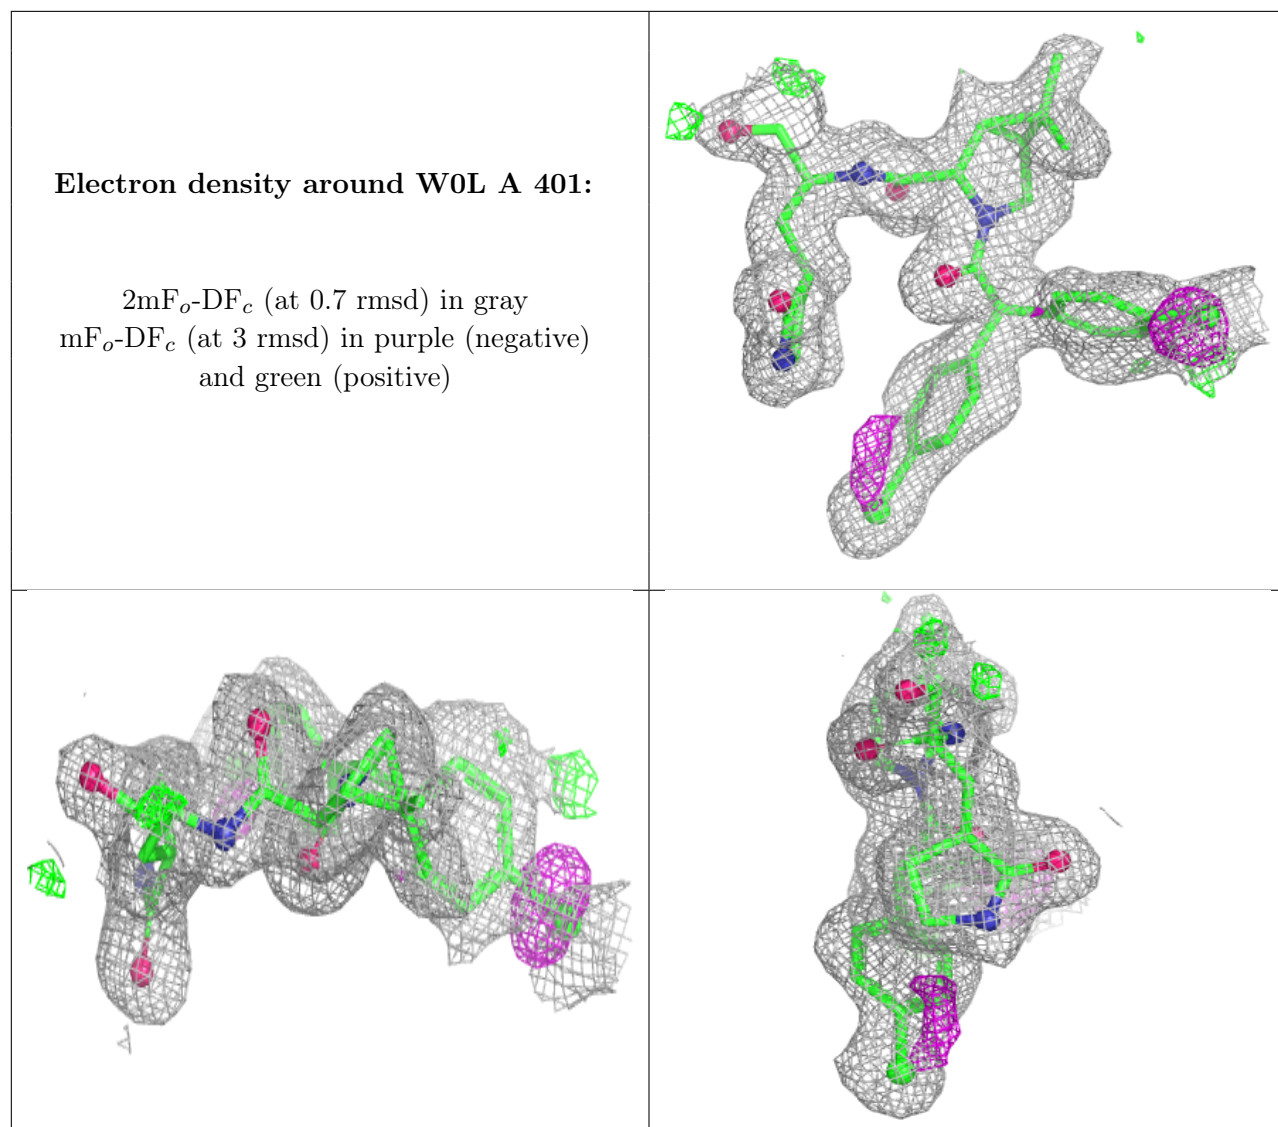 Electron density around W0L A 401:
2mFo-DFc (at 0.7 rmsd) in gray
mFo-DFc (at 3 rmsd) in purple (negative)
and green (positive)